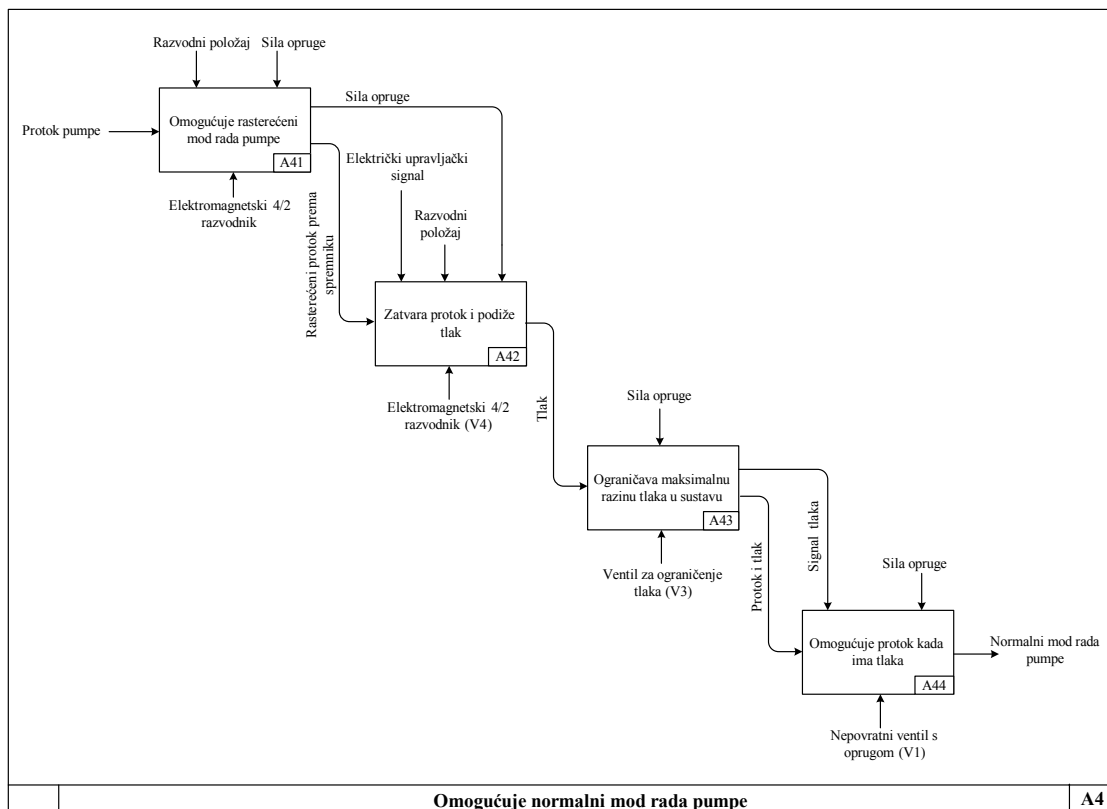 Razvodni položaj
Sila opruge
Protok pumpe
Omogućuje rasterećeni
mod rada pumpe
A41
Elektromagnetski 4/2
razvodnik
Sila opruge
Rasterećeni protok prema
spremniku
Električki upravljački
signal
Razvodni
položaj
Zatvara protok i podiže
tlak
A42
Elektromagnetski 4/2
razvodnik (V4)
Tlak
Sila opruge
Ograničava maksimalnu
razinu tlaka u sustavu
A43
Ventil za ograničenje
tlaka (V3)
Protok i tlak
Signal tlaka
Sila opruge
Omogućuje protok kada
ima tlaka
A44
Normalni mod rada
pumpe
Nepovratni ventil s
oprugom (V1)
Omogućuje normalni mod rada pumpe
A4